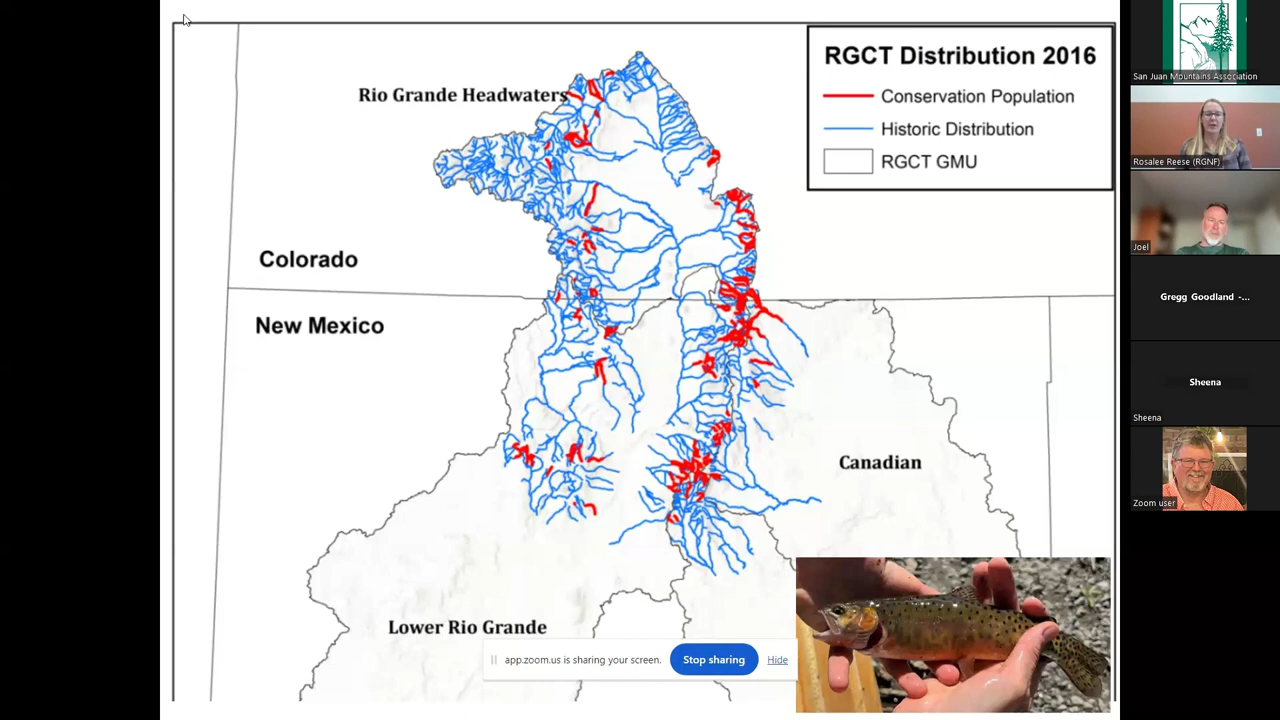 RGCT Distribution 2016
Conservation Population
Historic Distribution
RGCT GMU
Rio Grande Headwaters
Colorado
New Mexico
Canadian
Lower Rio Grande
app.zoom.us is sharing your screen.
Stop sharing
Hide
San Juan Mountains Association
Rosalee Reese (RGNF)
Joel
Gregg Goodland -...
Sheena
Sheena
Zoom user